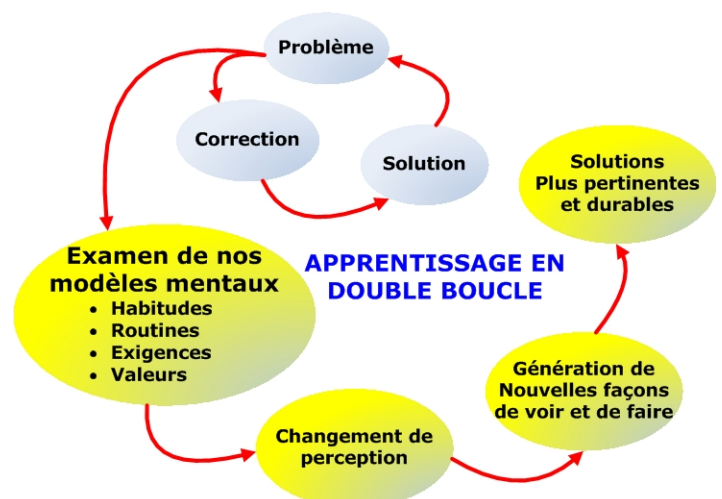 Problème
Correction
Solution
Solutions
Plus pertinentes
et durables
Examen de nos
modèles mentaux
• Habitudes
• Routines
• Exigences
• Valeurs
APPRENTISSAGE EN
DOUBLE BOUCLE
Génération de
Nouvelles façons
de voir et de faire
Changement de
perception